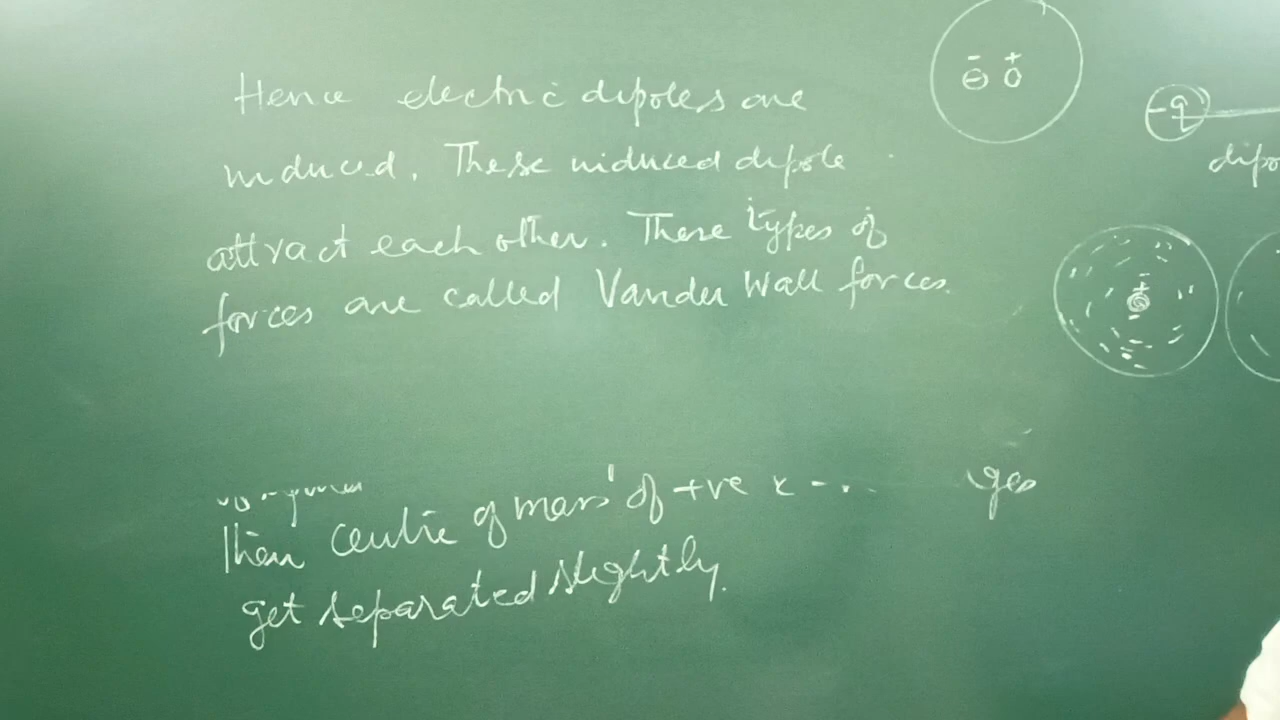 Hence electric dipoles are
induced. These induced dipole
attract each other. These types of
forces are called Vander Wall forces.
- +
-q
dipo
then centre of mass of +ve
get separated slightly.